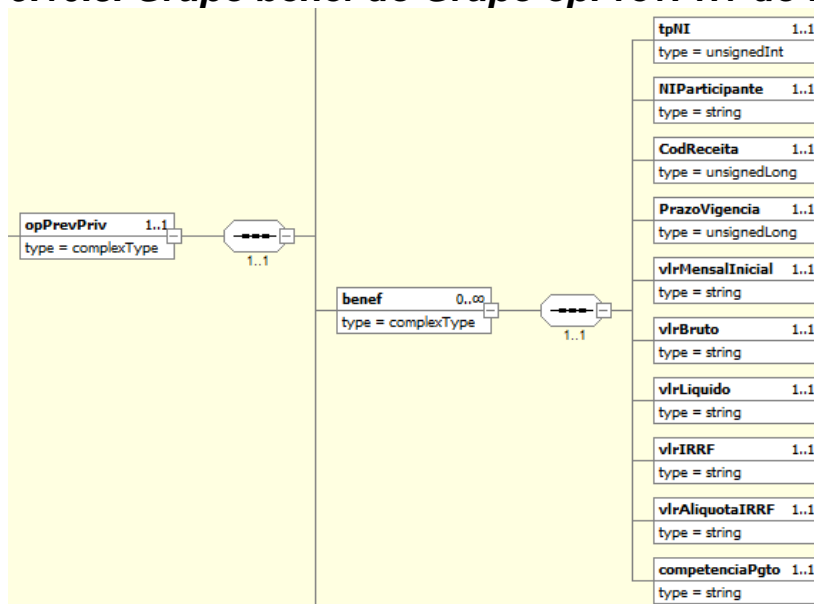 tpNI 1..1
type = unsignedInt
NIParticipante 1..1
type = string
CodReceita 1..1
type = unsignedLong
PrazoVigencia 1..1
type = unsignedLong
opPrevPriv 1..1
type = complexType
1..1
vlrMensalInicial 1..1
type = string
benef 0..∞
type = complexType
1..1
vlrBruto 1..1
type = string
vlrLiquido 1..1
type = string
vlrIRRF 1..1
type = string
vlrAliquotaIRRF 1..1
type = string
competenciaPgto 1..1
type = string